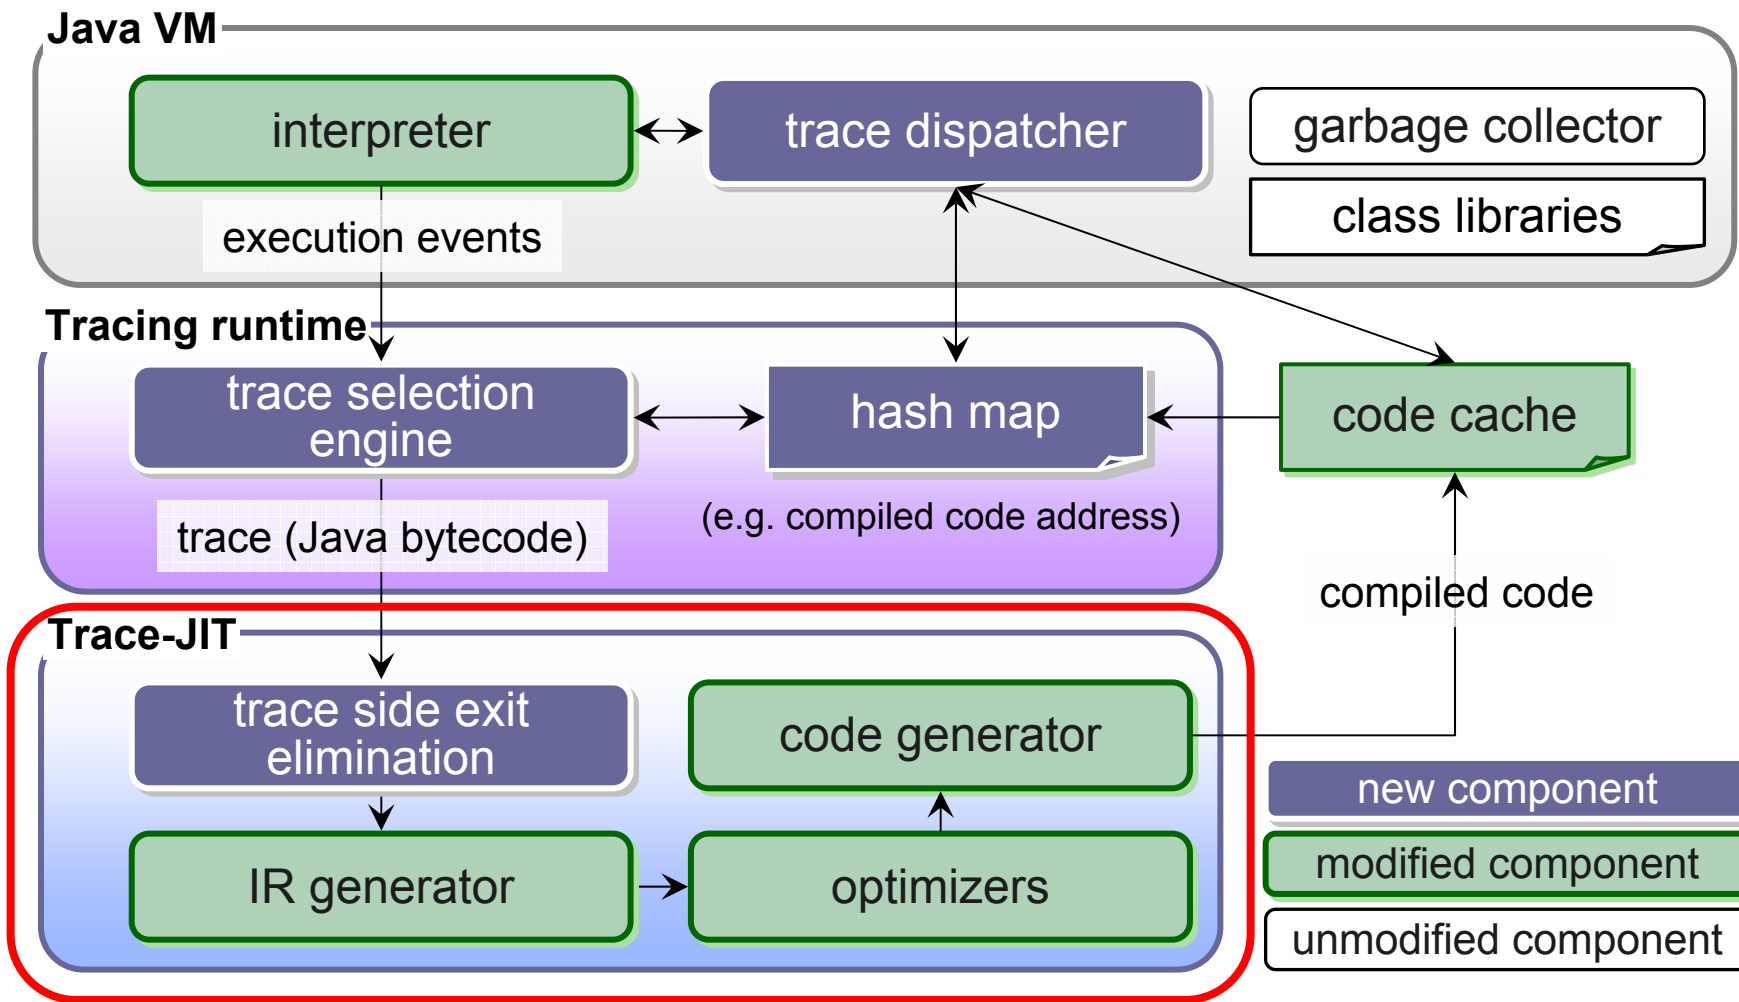 Java VM
interpreter
trace dispatcher
garbage collector
class libraries
execution events
Tracing runtime
trace selection
engine
hash map
code cache
(e.g. compiled code address)
trace (Java bytecode)
compiled code
Trace-JIT
trace side exit
elimination
code generator
IR generator
optimizers
new component
modified component
unmodified component